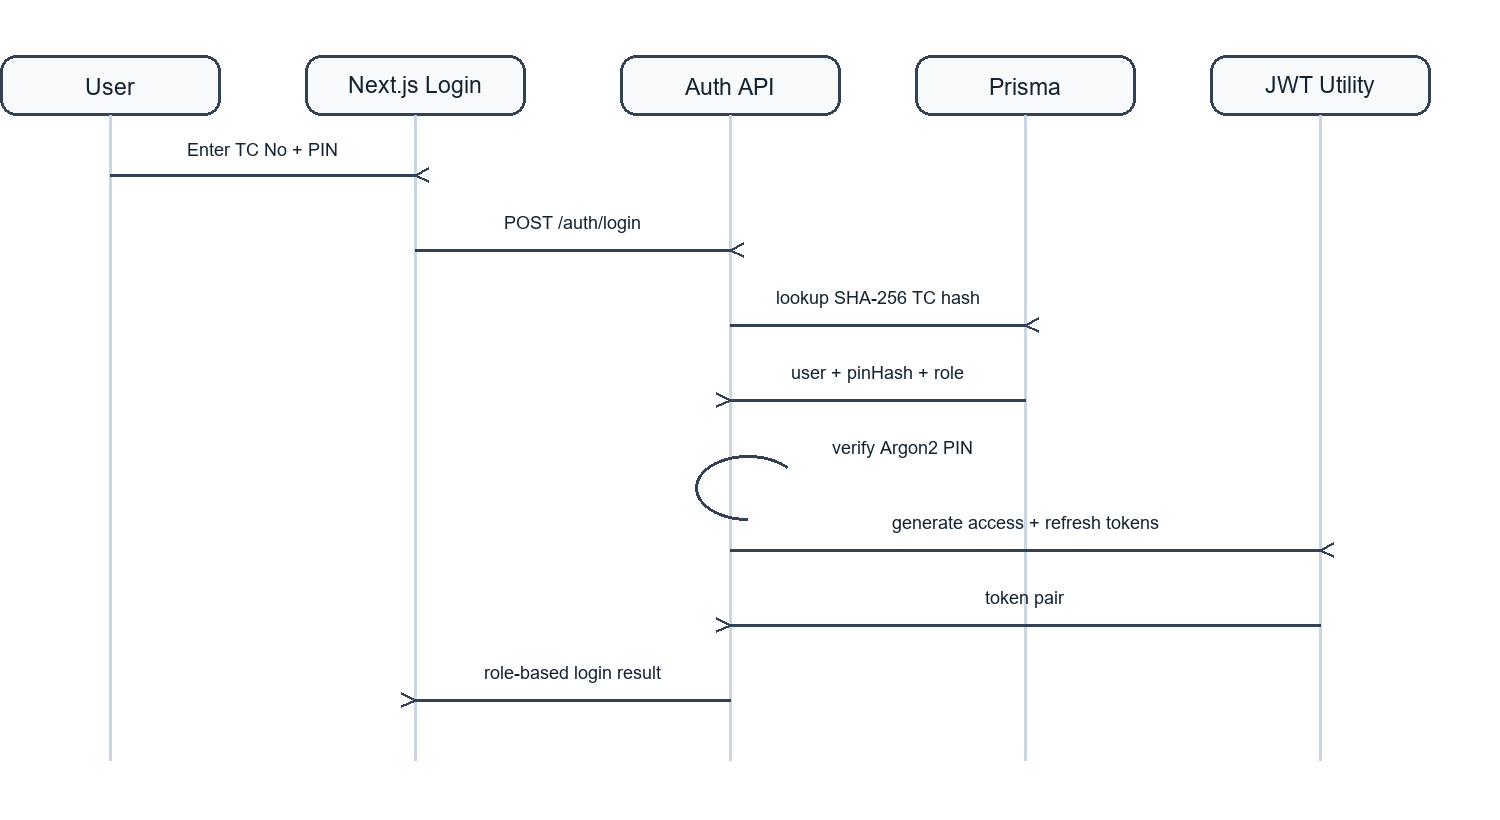 User
Next.js Login
Auth API
Prisma
JWT Utility
Enter TC No + PIN
POST /auth/login
lookup SHA-256 TC hash
user + pinHash + role
verify Argon2 PIN
generate access + refresh tokens
token pair
role-based login result